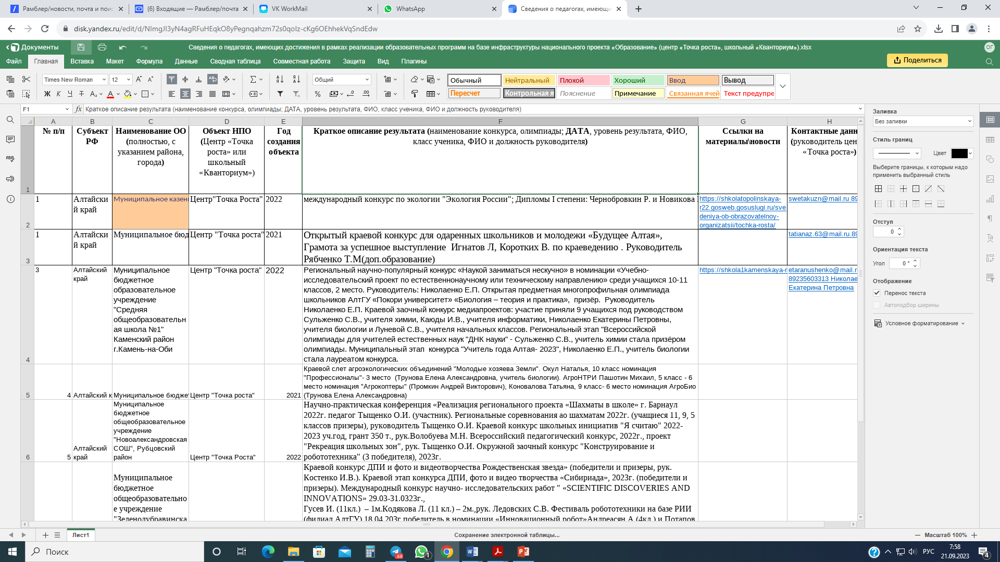 Рамблер/новости, почта и поис
(6) Входящие — Рамблер/почта
VK WorkMail
WhatsApp
Сведения о педагогах, имеющи
disk.yandex.ru/edit/d/NImgJI3yN4agRFuHEqkO8yPegnqahzm72s0qoIz-cKg6OEhhekVqSndEdw
Документы
Сведения о педагогах, имеющих достижения в рамках реализации образовательных программ на базе инфраструктуры национального проекта «Образование» (центр «Точка роста», школьный «Кванториум»).xlsx
ОГ
Файл Главная Вставка Макет Формула Данные Сводная таблица Совместная работа Защита Вид Плагины
Поделиться
Times New Roman 12 Общий
Обычный Нейтральный Плохой Хороший Ввод Вывод
Ж К Ч Т
Пересчет Контрольная я Пояснение Примечание Связанная ячей Текст предупре
F1
fx Краткое описание результата (наименование конкурса, олимпиады; ДАТА, уровень результата, ФИО, класс ученика, ФИО и должность руководителя)
A B C D E F G H
1
№ п/п
Субъект
РФ
Наименование ОО
(полностью, с
указанием района,
города)
Объект НПО
(Центр «Точка
роста» или
школьный
«Кванториум»)
Год
создания
объекта
Краткое описание результата (наименование конкурса, олимпиады; ДАТА, уровень результата, ФИО,
класс ученика, ФИО и должность руководителя)
Ссылки на
материалы\новости
Контактные данн
(руководитель цен
«Точка роста»)
2
1
Алтайски
й край
Муниципальное казен
Центр"Точка Роста"
2022
международный конкурс по экологии "Экология России"; Дипломы I степени: Чернобровкин Р. и Новикова
https://shkolatopolinskaya-
r22.gosweb.gosuslugi.ru/sve
deniya-ob-obrazovatelnoy-
organizatsii/tochka-rosta/
swetakuzn@mail.ru 89
3
1
Алтайски
й край
Муниципальное бюд
Центр "Точка роста"
2021
Открытый краевой конкурс для одаренных школьников и молодежи «Будущее Алтая»,
Грамота за успешное выступление Игнатов Л, Коротких В. по краеведению . Руководитель
Рябченко Т.М(доп.образование)
tatianaz.63@mail.ru.89
4
3
Алтайский
край
Муниципальное
бюджетное
образовательное
учреждение
"Средняя
общеобразовательн
ая школа №1"
Каменский район
г.Камень-на-Оби
Центр "Точка роста"
2022
Региональный научно-популярный конкурс «Наукой заниматься нескучно» в номинации «Учебно-
исследовательский проект по естественнонаучному или техническому направлению» среди учащихся 10-11
классов, 2 место. Руководитель: Николаенко Е.П. Открытая предметная многопрофильная олимпиада
школьников АлтГУ «Покори университет» «Биология – теория и практика», призёр. Руководитель
Николаенко Е.П. Краевой заочный конкурс медиапроектов: участие приняли 9 учащихся под руководством
Сульженко С.В., учителя химии, Каюды И.В., учителя информатики, Николаенко Екатерины Петровны,
учителя биологии и Луневой С.В., учителя начальных классов. Региональный этап "Всероссийской
олимпиады для учителей естественных наук "ДНК науки" - Сульженко С.В., учитель химии стала призёром
олимпиады. Муниципальный этап конкурса "Учитель года Алтая- 2023", Николаенко Е.П., учитель биологии
стала лауреатом конкурса.
https://shkola1kamenskaya-r
etaranushenko@mail.r
89235603313 Николае
Екатерина Петровна
5
4
Алтайский к
Муниципальное бюджет
Центр "Точка роста"
2021
Краевой слет агроэкологических объединений "Молодые хозяева Земли". Окул Наталья, 10 класс номинация
"Профессионалы"- 3 место (Трунова Елена Александровна, учитель биологии). АгроНТРИ Пашотин Михаил, 5 класс - 6
место номинация "Агрокоптеры" (Промкин Андрей Викторович), Коновалова Татьяна, 9 класс- 6 место номинация АгроБио
(Трунова Елена Александровна)
6
5
Алтайский
край
Муниципальное
бюджетное
общеобразовательное
учреждение
"Новоалександровская
СОШ", Рубцовский
район
Центр "Точка Роста"
2022
Научно-практическая конференция «Реализация регионального проекта «Шахматы в школе» г. Барнаул
2022г. педагог Тыщенко О.И. (участник). Региональные соревнования ао шахматам 2022г. (учащиеся 11, 9, 5
классов призеры), руководитель Тыщенко О.И. Краевой конкурс школьных инициатив "Я считаю" 2022-
2023 уч.год, грант 350 т., рук.Волобуева М.Н. Всероссийский педагогический конкурс, 2022г., проект
"Рекреация школьных зон", рук. Тыщенко О.И. Окружной заочный конкурс "Конструирование и
робототехника" (3 победителя), 2023г.
Муниципальное
бюджетное
общеобразовательно
е учреждение
"Зеленодубравинска
Краевой конкурс ДПИ и фото и видеотворчества Рождественская звезда» (победители и призеры, рук.
Костенко И.В.). Краевой этап конкурса ДПИ, фото и видео творчества «Сибириада», 2023г. (победители и
призеры). Международный конкурс научно- исследовательских работ " «SCIENTIFIC DISCOVERIES AND
INNOVATIONS» 29.03-31.0323г.,
Гусев И. (11кл.) – 1м.Кодякова Л. (11 кл.) – 2м.,рук. Ледовских С.В. Фестиваль робототехники на базе РИИ
(филиал АлтГУ) 18.04.203г победитель в номинации «Инновационный робот»Андреасян А.(4кл.) и Потапов
Заливка
Без заливки
Стиль границ
Цвет
Выберите границы, к которым надо
применить выбранный стиль
Отступ
0
Ориентация текста
Угол 0 °
Отображение
Перенос текста
Автоподбор ширины
Условное форматирование
Лист1
Сохранение электронной таблицы...
Масштаб 100%
Поиск
.68
1
РУС
7:58
21.09.2023
4